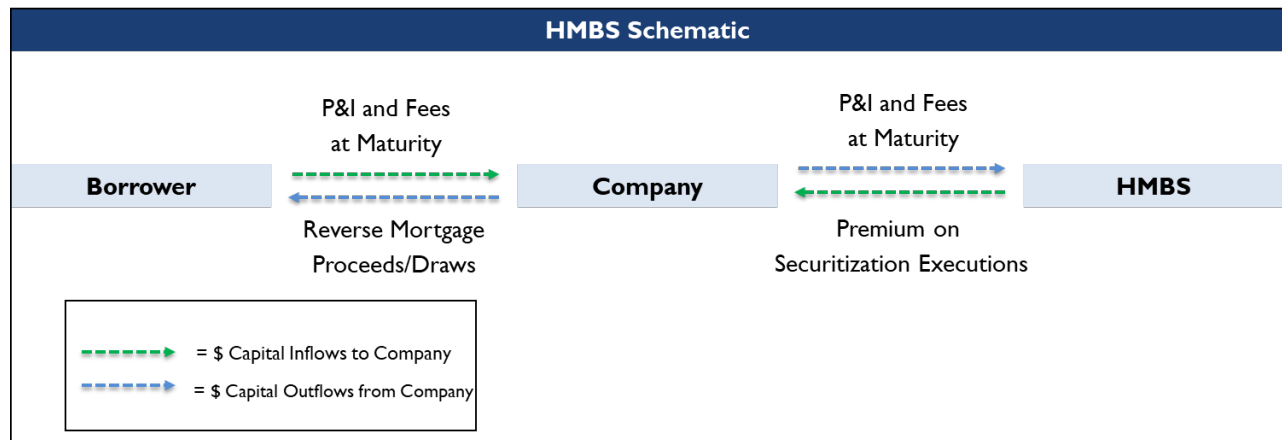 HMBS Schematic
P&I and Fees
at Maturity
P&I and Fees
at Maturity
Borrower
Company
HMBS
Reverse Mortgage
Proceeds/Draws
Premium on
Securitization Executions
= $ Capital Inflows to Company
= $ Capital Outflows from Company